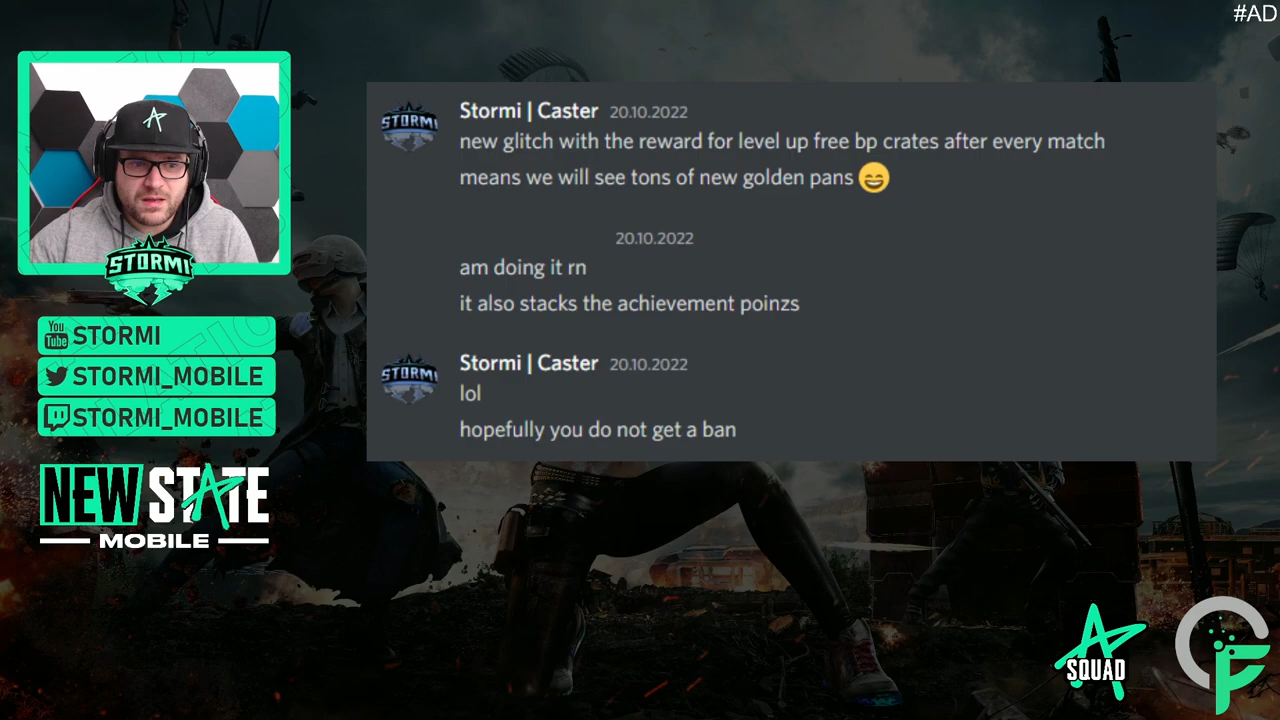 #AD
STORMI
You Tube STORMI
STORMI_MOBILE
STORMI_MOBILE
NEW STATE
MOBILE
STORMI
Stormi | Caster 20.10.2022
new glitch with the reward for level up free bp crates after every match
means we will see tons of new golden pans 😄
20.10.2022
am doing it rn
it also stacks the achievement poinzs
STORMI
Stormi | Caster 20.10.2022
lol
hopefully you do not get a ban
A
SQUAD